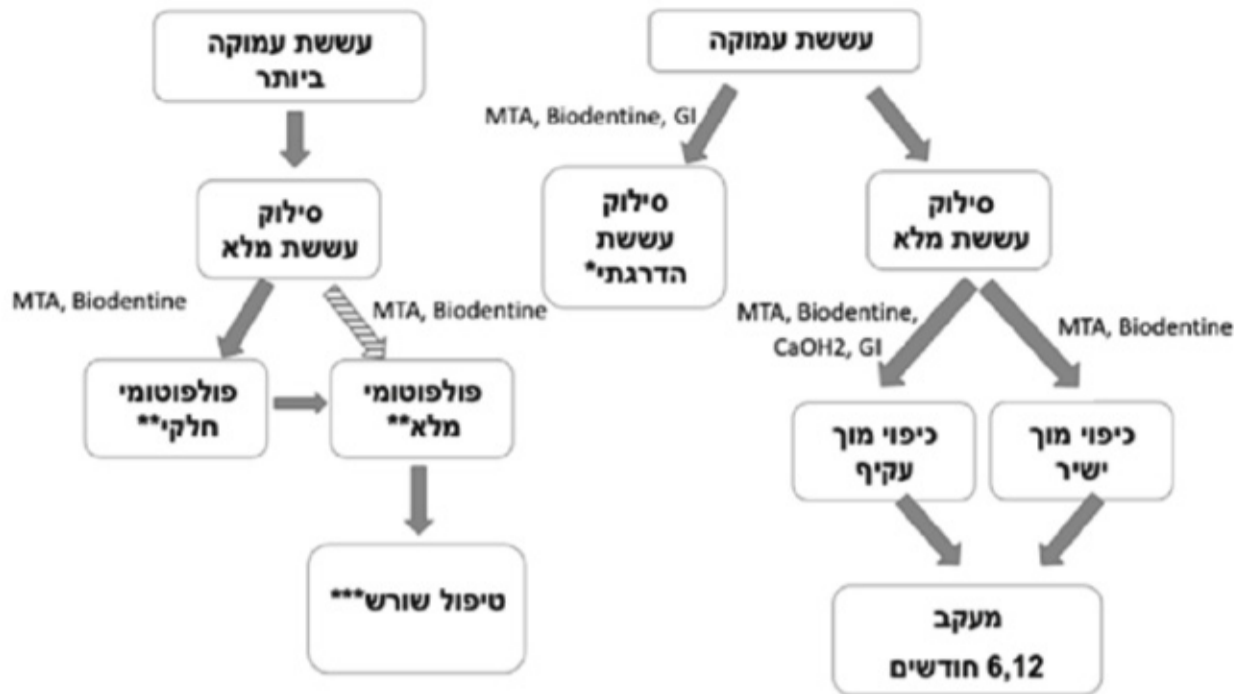 עששת עמוקה
ביותר
סילוק
עששת מלא
MTA, Biodentine
MTA, Biodentine
פולפוטומי
חלקי**
פולפוטומי
מלא**
טיפול שורש***
עששת עמוקה
MTA, Biodentine, GI
סילוק
עששת
הדרגתי*
סילוק
עששת מלא
MTA, Biodentine,
CaOH2, GI
MTA, Biodentine
כיפוי מוך
עקיף
כיפוי מוך
ישיר
מעקב
6,12 חודשים